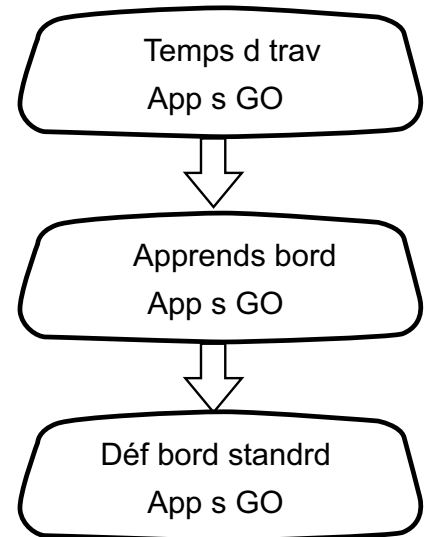 Temps d trav
App s GO
Apprends bord
App s GO
Déf bord standrd
App s GO